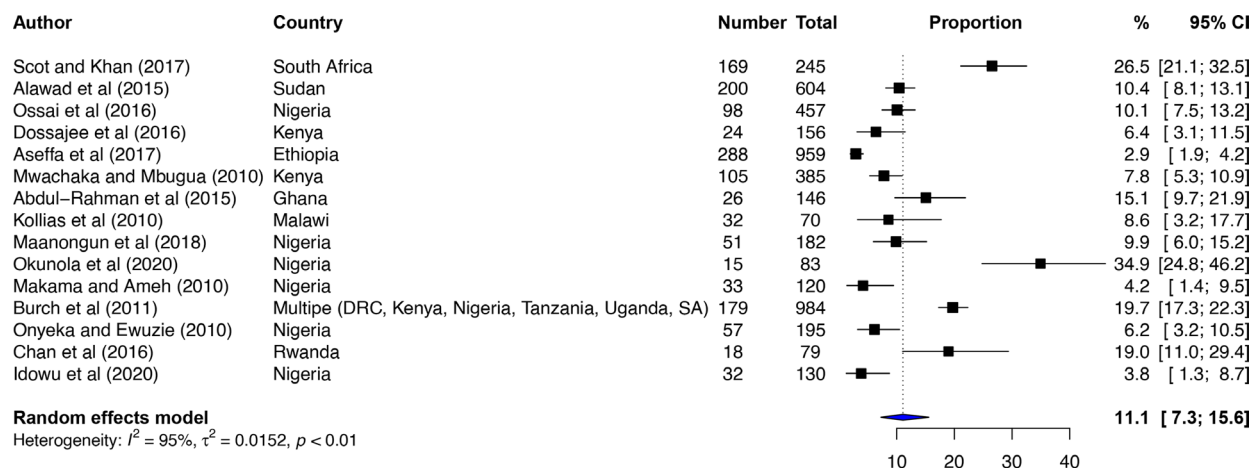 Author Country Number Total Proportion % 95% CI
Scot and Khan (2017) South Africa 169 245 26.5 [21.1; 32.5]
Alawad et al (2015) Sudan 200 604 10.4 [ 8.1; 13.1]
Ossai et al (2016) Nigeria 98 457 10.1 [ 7.5; 13.2]
Dossajee et al (2016) Kenya 24 156 6.4 [ 3.1; 11.5]
Aseffa et al (2017) Ethiopia 288 959 2.9 [ 1.9; 4.2]
Mwachaka and Mbugua (2010) Kenya 105 385 7.8 [ 5.3; 10.9]
Abdul−Rahman et al (2015) Ghana 26 146 15.1 [ 9.7; 21.9]
Kollias et al (2010) Malawi 32 70 8.6 [ 3.2; 17.7]
Maanongun et al (2018) Nigeria 51 182 9.9 [ 6.0; 15.2]
Okunola et al (2020) Nigeria 15 83 34.9 [24.8; 46.2]
Makama and Ameh (2010) Nigeria 33 120 4.2 [ 1.4; 9.5]
Burch et al (2011) Multipe (DRC, Kenya, Nigeria, Tanzania, Uganda, SA) 179 984 19.7 [17.3; 22.3]
Onyeka and Ewuzie (2010) Nigeria 57 195 6.2 [ 3.2; 10.5]
Chan et al (2016) Rwanda 18 79 19.0 [11.0; 29.4]
Idowu et al (2020) Nigeria 32 130 3.8 [ 1.3; 8.7]
Random effects model 11.1 [ 7.3; 15.6]
Heterogeneity: I² = 95%, τ² = 0.0152, p < 0.01
10 20 30 40